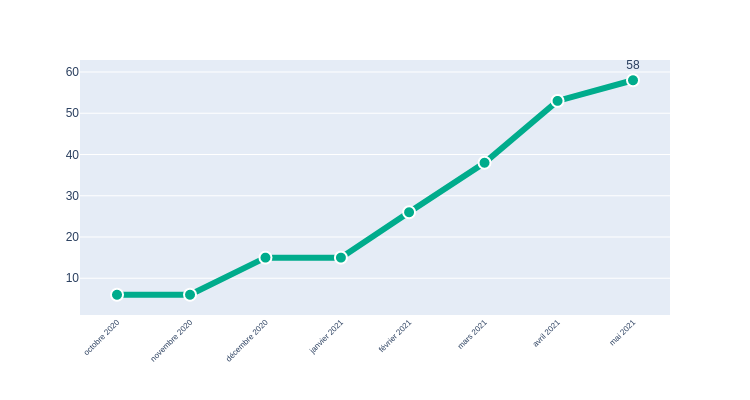 58
60
50
40
30
20
10
octobre 2020
novembre 2020
décembre 2020
janvier 2021
février 2021
mars 2021
avril 2021
mai 2021